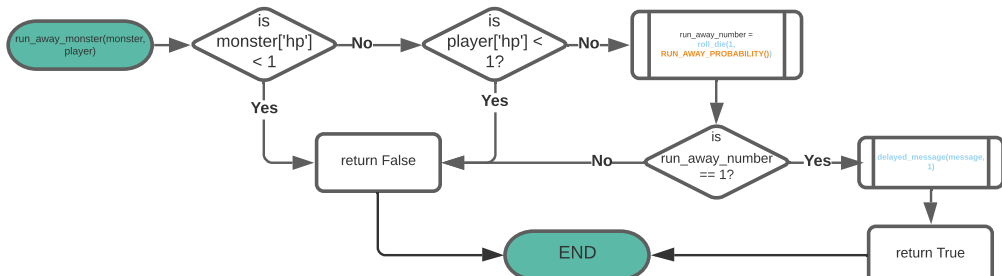 run_away_monster(monster,
player)
is
monster['hp']
< 1
No
is
player['hp'] <
1?
No
run_away_number =
roll_die(1,
RUN_AWAY_PROBABILITY())
Yes
Yes
return False
No
is
run_away_number
== 1?
Yes
delayed_message(message,
1)
END
return True